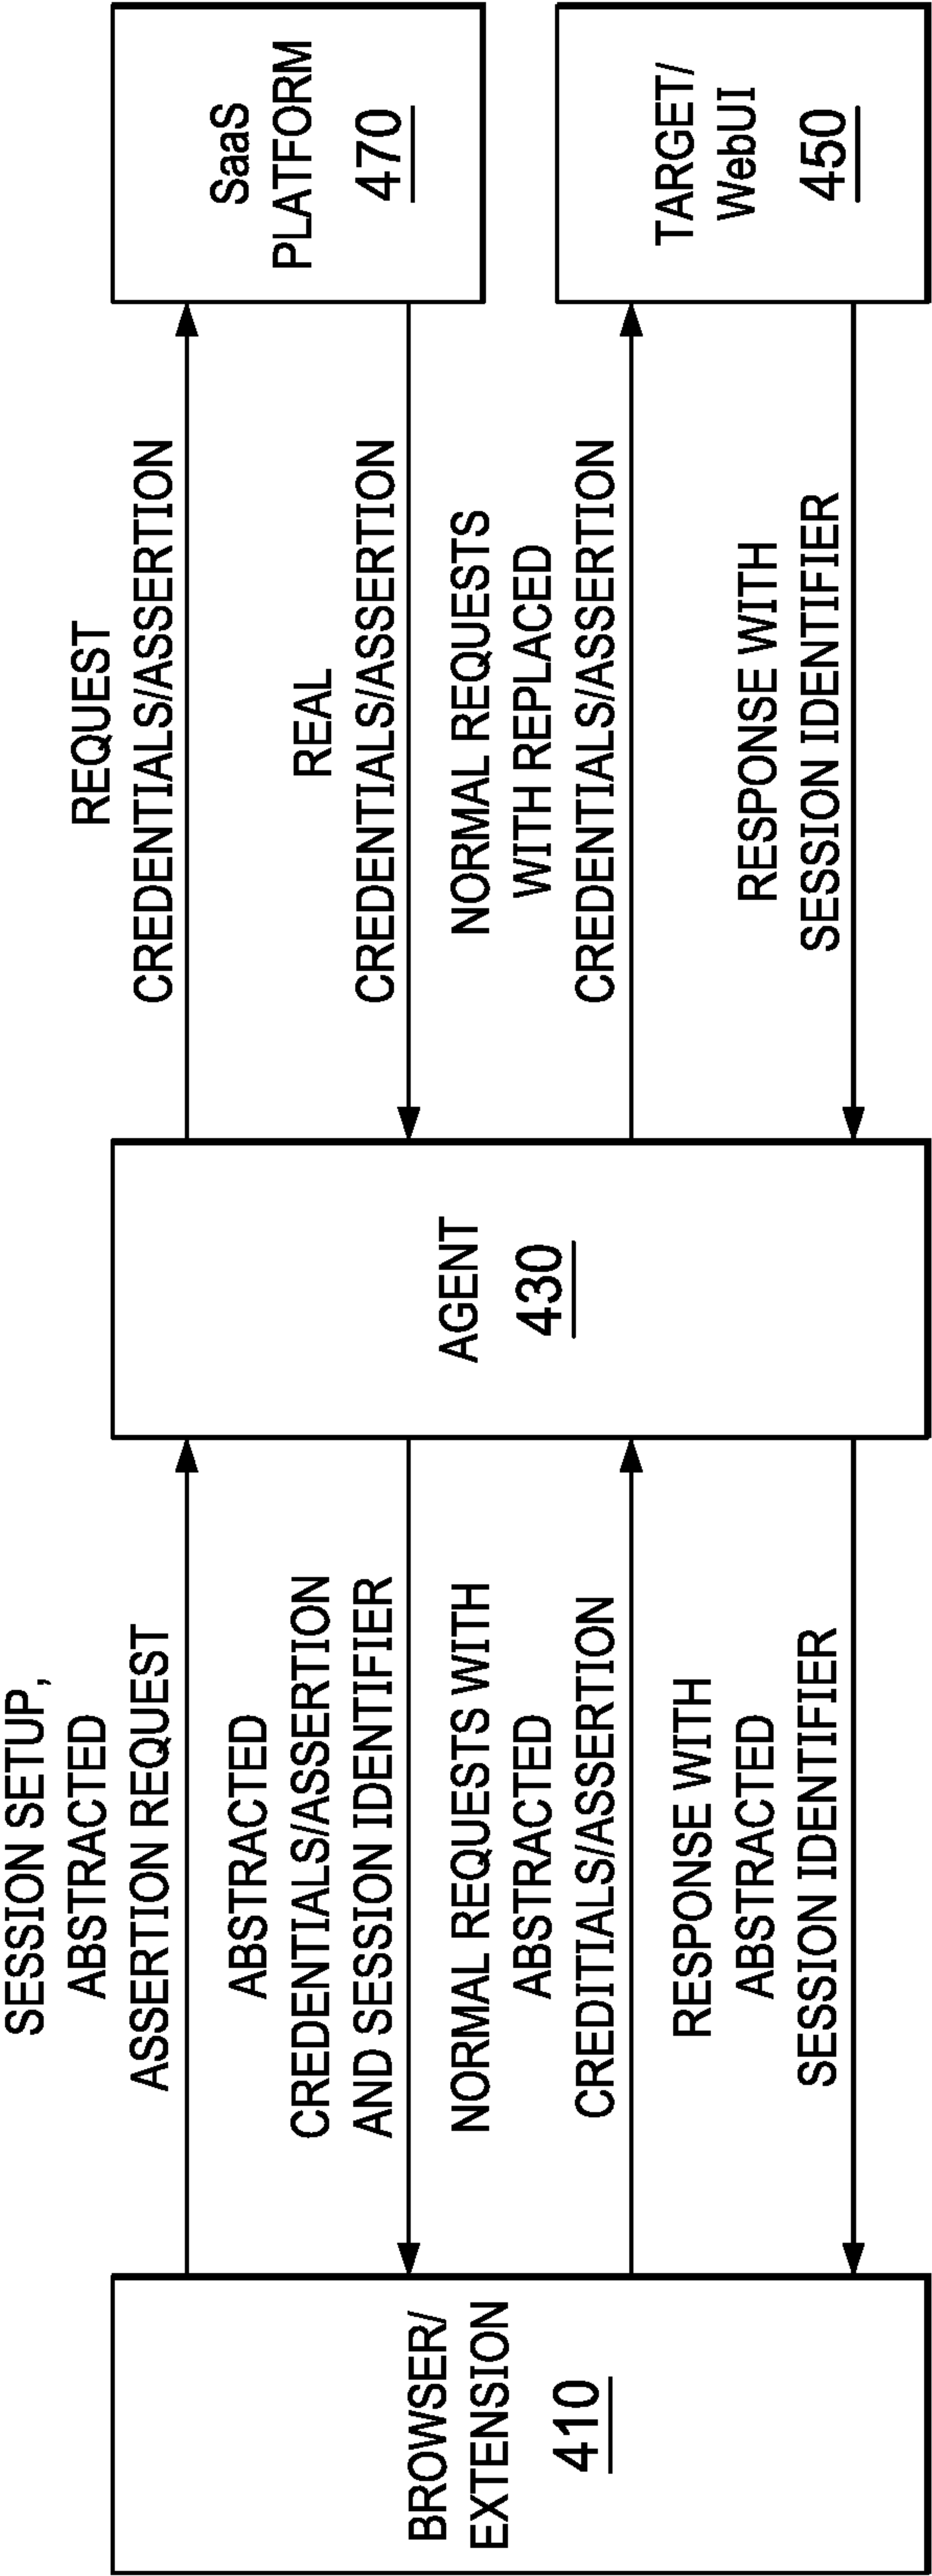 BROWSER/
EXTENSION
410
SESSION SETUP,
ABSTRACTED
ASSERTION REQUEST
ABSTRACTED
CREDENTIALS/ASSERTION
AND SESSION IDENTIFIER
NORMAL REQUESTS WITH
ABSTRACTED
CREDITIALS/ASSERTION
RESPONSE WITH
ABSTRACTED
SESSION IDENTIFIER
AGENT
430
REQUEST
CREDENTIALS/ASSERTION
REAL
CREDENTIALS/ASSERTION
NORMAL REQUESTS
WITH REPLACED
CREDENTIALS/ASSERTION
RESPONSE WITH
SESSION IDENTIFIER
SaaS
PLATFORM
470
TARGET/
WebUI
450